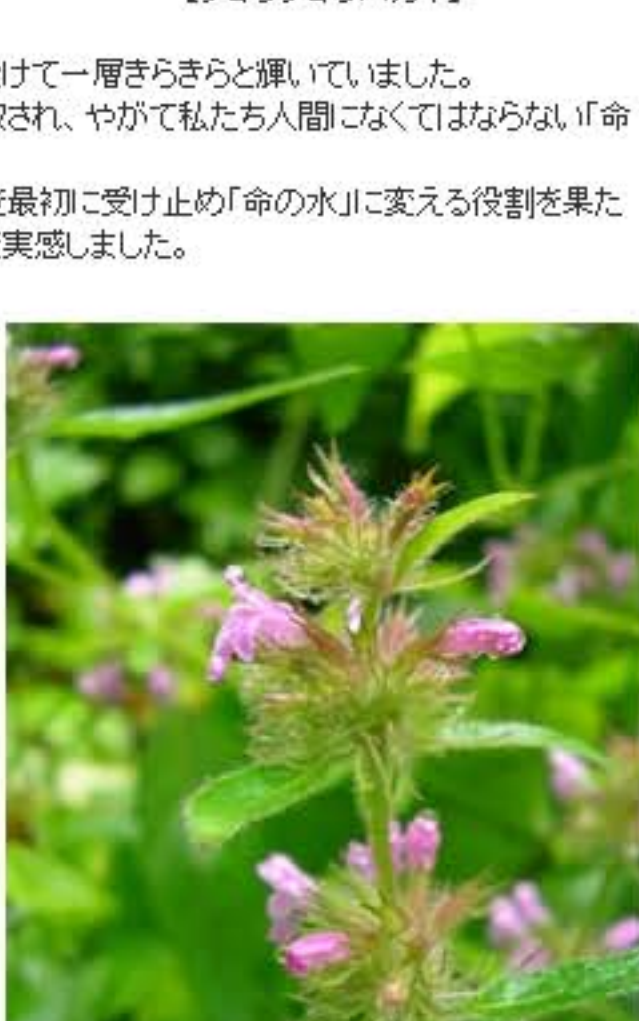 けて一層きらきらと輝いていました。
され、やがて私たち人間になくてはならない「命
最初に受け止め「命の水」に変える役割を果た
実感しました。